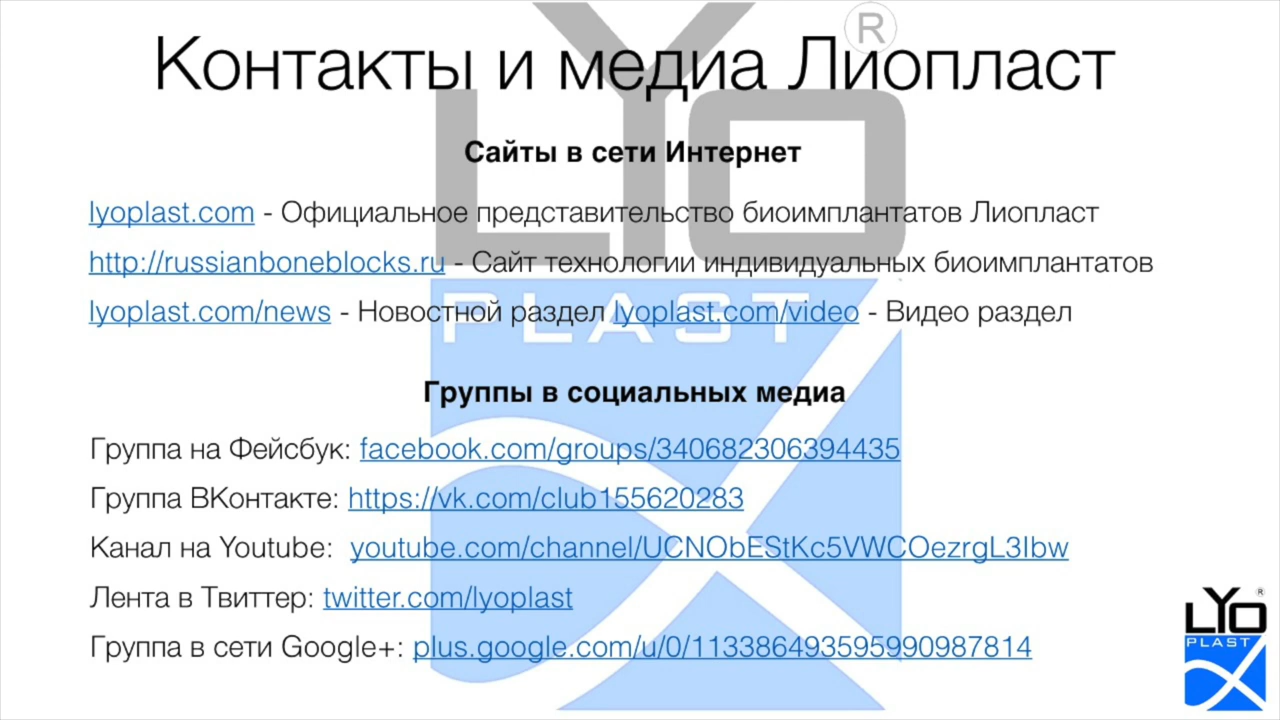 Контакты и медиа Лиопласт
Сайты в сети Интернет
lyoplast.com - Официальное представительство биоимплантатов Лиопласт
http://russianboneblocks.ru - Сайт технологии индивидуальных биоимплантатов
lyoplast.com/news - Новостной раздел lyoplast.com/video - Видео раздел
Группы в социальных медиа
Группа на Фейсбук: facebook.com/groups/340682306394435
Группа ВКонтакте: https://vk.com/club155620283
Канал на Youtube: youtube.com/channel/UCNObEStKc5VWCOezrgL3Ibw
Лента в Твиттер: twitter.com/lyoplast
Группа в сети Google+: plus.google.com/u/0/113386493595990987814
LYO ®
PLAST
LYO ®
PLAST